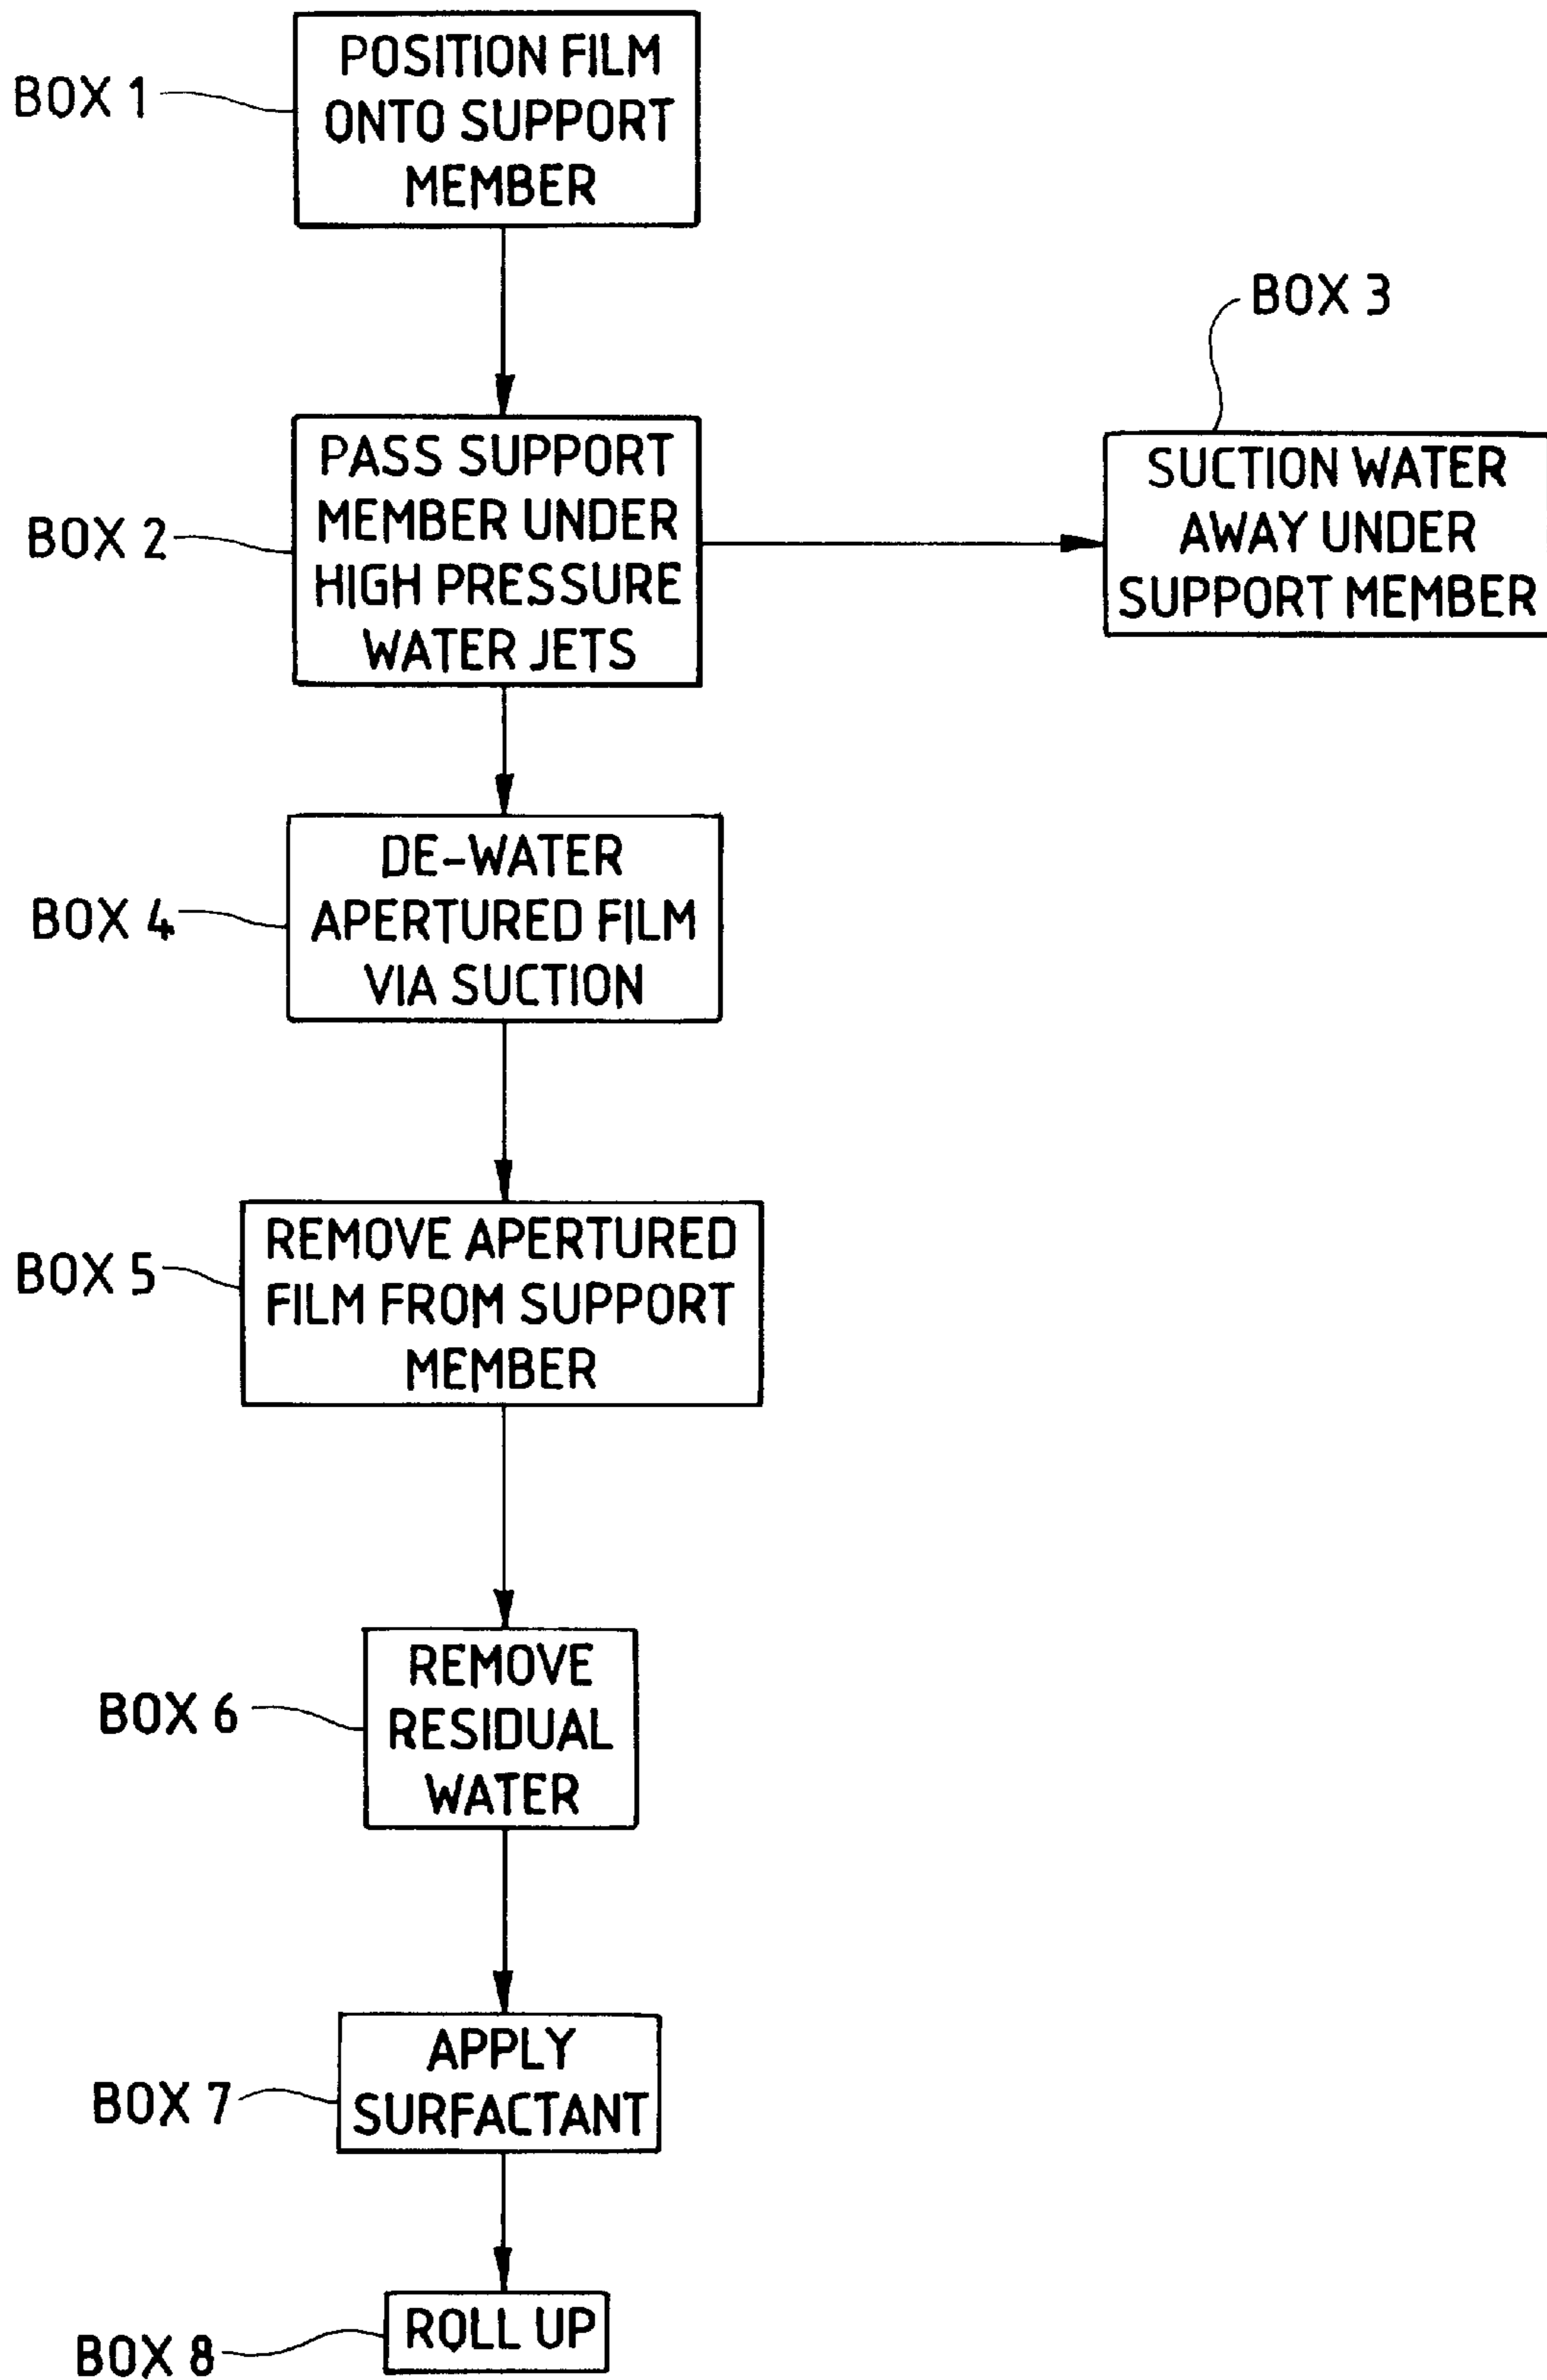 BOX 1
POSITION FILM
ONTO SUPPORT
MEMBER
BOX 2
PASS SUPPORT
MEMBER UNDER
HIGH PRESSURE
WATER JETS
BOX 3
SUCTION WATER
AWAY UNDER
SUPPORT MEMBER
BOX 4
DE-WATER
APERTURED FILM
VIA SUCTION
BOX 5
REMOVE APERTURED
FILM FROM SUPPORT
MEMBER
BOX 6
REMOVE
RESIDUAL
WATER
BOX 7
APPLY
SURFACTANT
BOX 8
ROLL UP